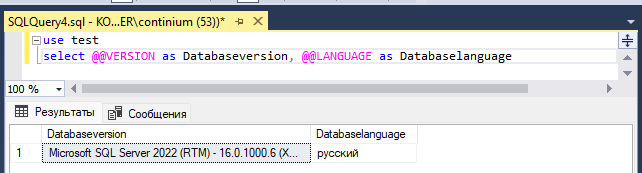 SQLQuery4.sql - KO...ER\continium (53))*
use test
select @@VERSION as Databaseversion, @@LANGUAGE as Databaselanguage
100 %
Результаты Сообщения
Databaseversion Databaselanguage
1 Microsoft SQL Server 2022 (RTM) - 16.0.1000.6 (X... русский